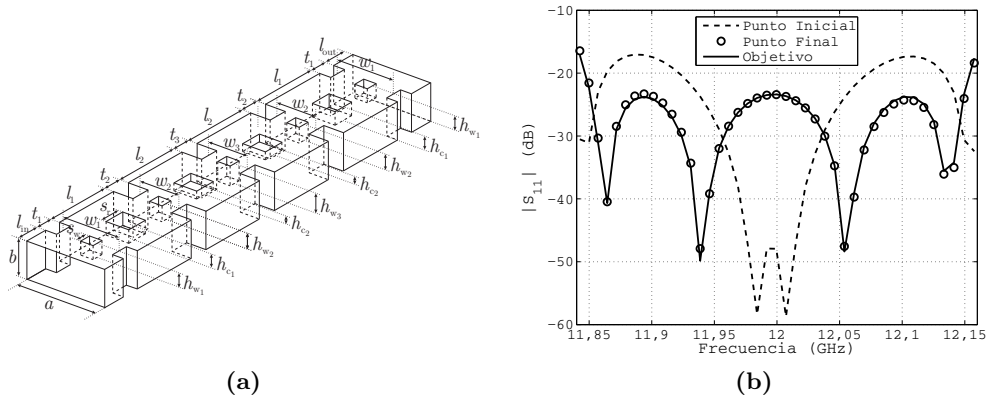 l_out
t_1
w_1
l_1
t_2
w_2
l_2
t_3
w_3
h_w1
h_c1
l_2
h_w2
t_2
w_2
h_c2
l_1
h_w3
t_1
s_c
w_1
h_c2
l_in
s_w
h_w2
b
h_c1
h_w1
a
(a)
−10
−20
−30
−40
−50
−60
|S_11| (dB)
Punto Inicial
Punto Final
Objetivo
11,85 11,9 11,95 12 12,05 12,1 12,15
Frecuencia (GHz)
(b)